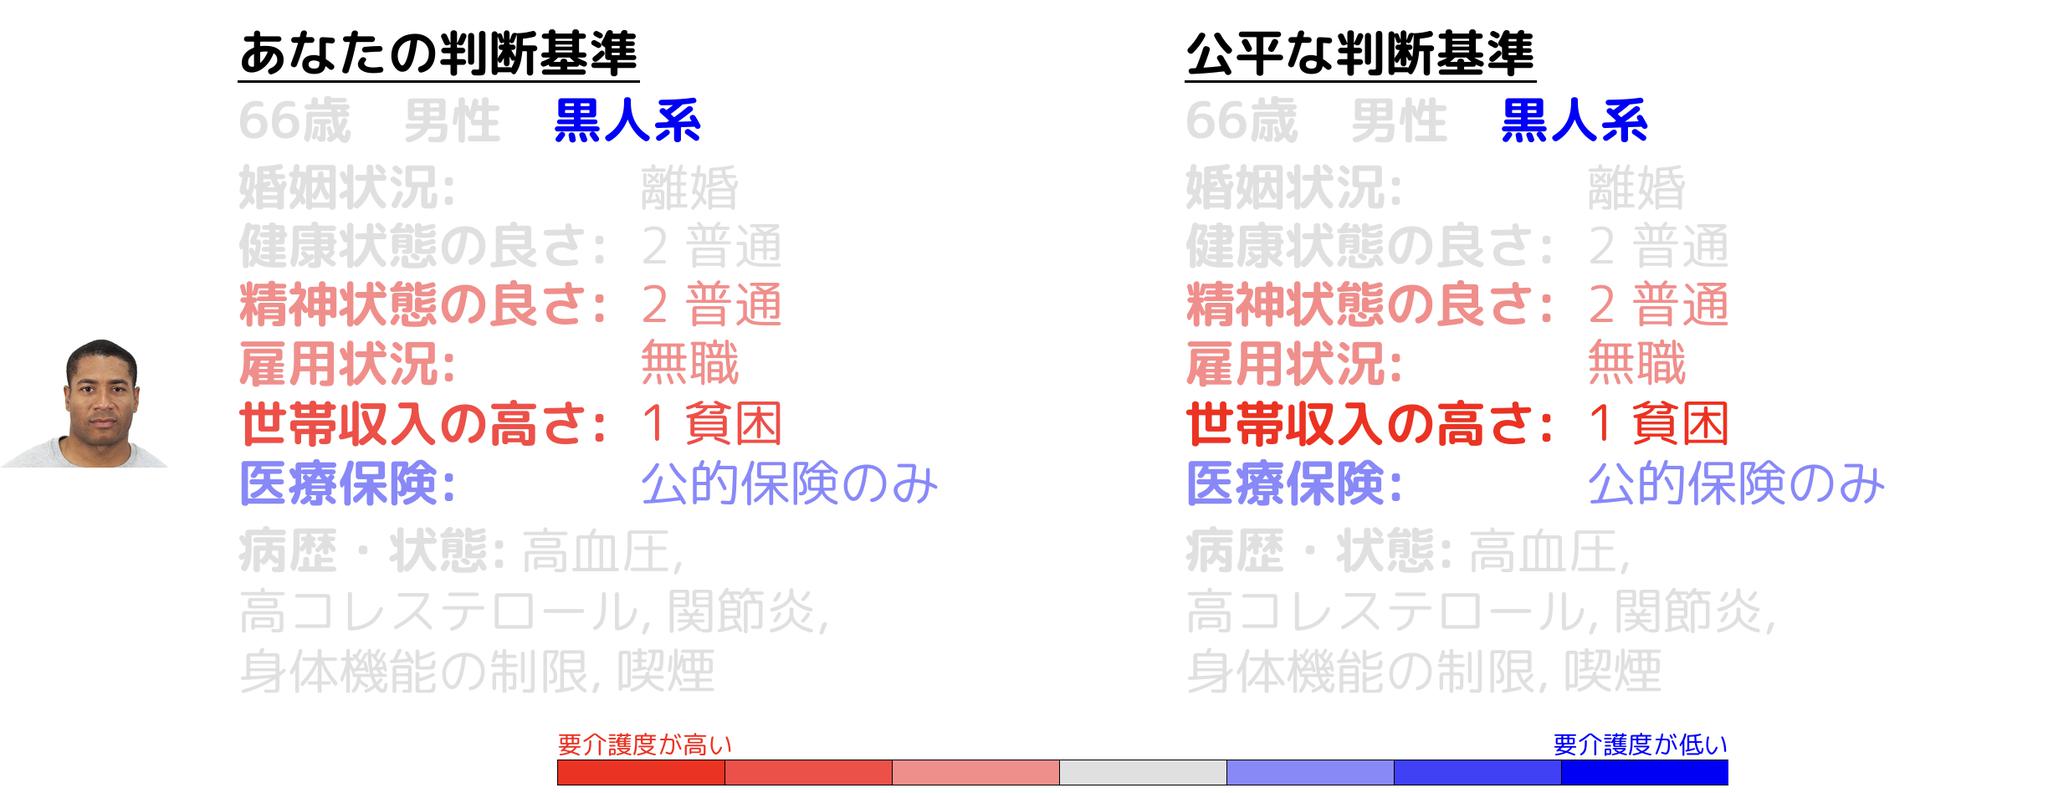 あなたの判断基準
66歳 男性 黒人系
婚姻状況: 離婚
健康状態の良さ: 2 普通
精神状態の良さ: 2 普通
雇用状況: 無職
世帯収入の高さ: 1 貧困
医療保険: 公的保険のみ
病歴・状態: 高血圧,
高コレステロール, 関節炎,
身体機能の制限, 喫煙
公平な判断基準
66歳 男性 黒人系
婚姻状況: 離婚
健康状態の良さ: 2 普通
精神状態の良さ: 2 普通
雇用状況: 無職
世帯収入の高さ: 1 貧困
医療保険: 公的保険のみ
病歴・状態: 高血圧,
高コレステロール, 関節炎,
身体機能の制限, 喫煙
要介護度が高い
要介護度が低い